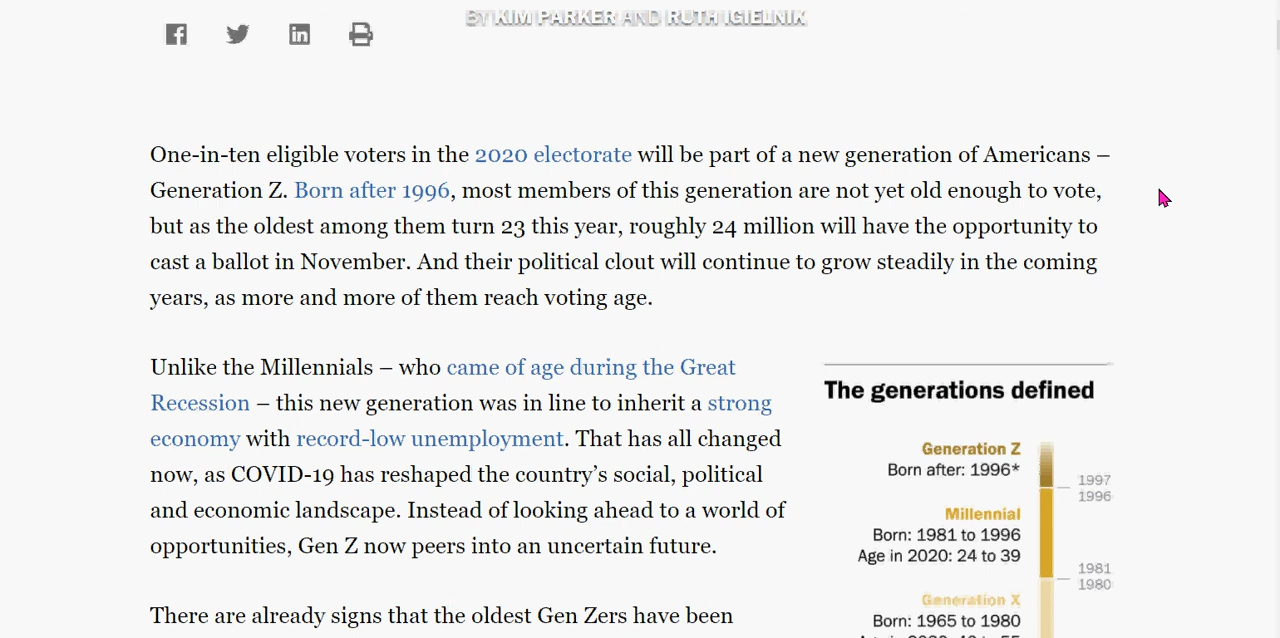 BY KIM PARKER AND RUTH IGIELNIK
One-in-ten eligible voters in the 2020 electorate will be part of a new generation of Americans –
Generation Z. Born after 1996, most members of this generation are not yet old enough to vote,
but as the oldest among them turn 23 this year, roughly 24 million will have the opportunity to
cast a ballot in November. And their political clout will continue to grow steadily in the coming
years, as more and more of them reach voting age.
Unlike the Millennials – who came of age during the Great
Recession – this new generation was in line to inherit a strong
economy with record-low unemployment. That has all changed
now, as COVID-19 has reshaped the country’s social, political
and economic landscape. Instead of looking ahead to a world of
opportunities, Gen Z now peers into an uncertain future.
There are already signs that the oldest Gen Zers have been
The generations defined
Generation Z
Born after: 1996*
1997
1996
Millennial
Born: 1981 to 1996
Age in 2020: 24 to 39
1981
1980
Generation X
Born: 1965 to 1980